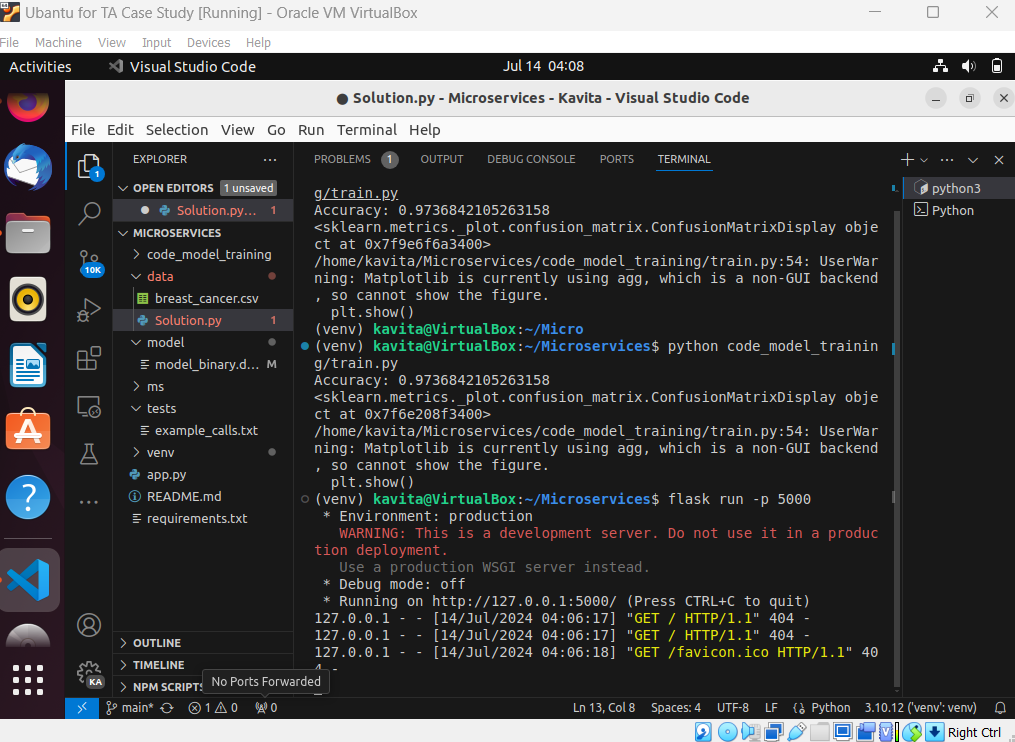 Ubantu for TA Case Study [Running] - Oracle VM VirtualBox
File Machine View Input Devices Help
Activities Visual Studio Code Jul 14 04:08
● Solution.py - Microservices - Kavita - Visual Studio Code
File Edit Selection View Go Run Terminal Help
EXPLORER ...
OPEN EDITORS 1 unsaved
Solution.py... 1
MICROSERVICES
code_model_training
data
breast_cancer.csv
Solution.py 1
model
model_binary.d... M
ms
tests
example_calls.txt
venv
app.py
README.md
requirements.txt
OUTLINE
TIMELINE
NPM SCRIPTS
No Ports Forwarded
1
10K
KA
PROBLEMS 1 OUTPUT DEBUG CONSOLE PORTS TERMINAL
python3
Python
g/train.py
Accuracy: 0.9736842105263158
<sklearn.metrics._plot.confusion_matrix.ConfusionMatrixDisplay obje
ct at 0x7f9e6f6a3400>
/home/kavita/Microservices/code_model_training/train.py:54: UserWar
ning: Matplotlib is currently using agg, which is a non-GUI backend
, so cannot show the figure.
plt.show()
(venv) kavita@VirtualBox:~/Micro
(venv) kavita@VirtualBox:~/Microservices$ python code_model_trainin
g/train.py
Accuracy: 0.9736842105263158
<sklearn.metrics._plot.confusion_matrix.ConfusionMatrixDisplay obje
ct at 0x7f6e208f3400>
/home/kavita/Microservices/code_model_training/train.py:54: UserWar
ning: Matplotlib is currently using agg, which is a non-GUI backend
, so cannot show the figure.
plt.show()
(venv) kavita@VirtualBox:~/Microservices$ flask run -p 5000
* Environment: production
WARNING: This is a development server. Do not use it in a produc
tion deployment.
Use a production WSGI server instead.
* Debug mode: off
* Running on http://127.0.0.1:5000/ (Press CTRL+C to quit)
127.0.0.1 - - [14/Jul/2024 04:06:17] "GET / HTTP/1.1" 404 -
127.0.0.1 - - [14/Jul/2024 04:06:17] "GET / HTTP/1.1" 404 -
127.0.0.1 - - [14/Jul/2024 04:06:18] "GET /favicon.ico HTTP/1.1" 40
4 -
main* 1 0 0 Ln 13, Col 8 Spaces: 4 UTF-8 LF Python 3.10.12 ('venv': venv)
Right Ctrl